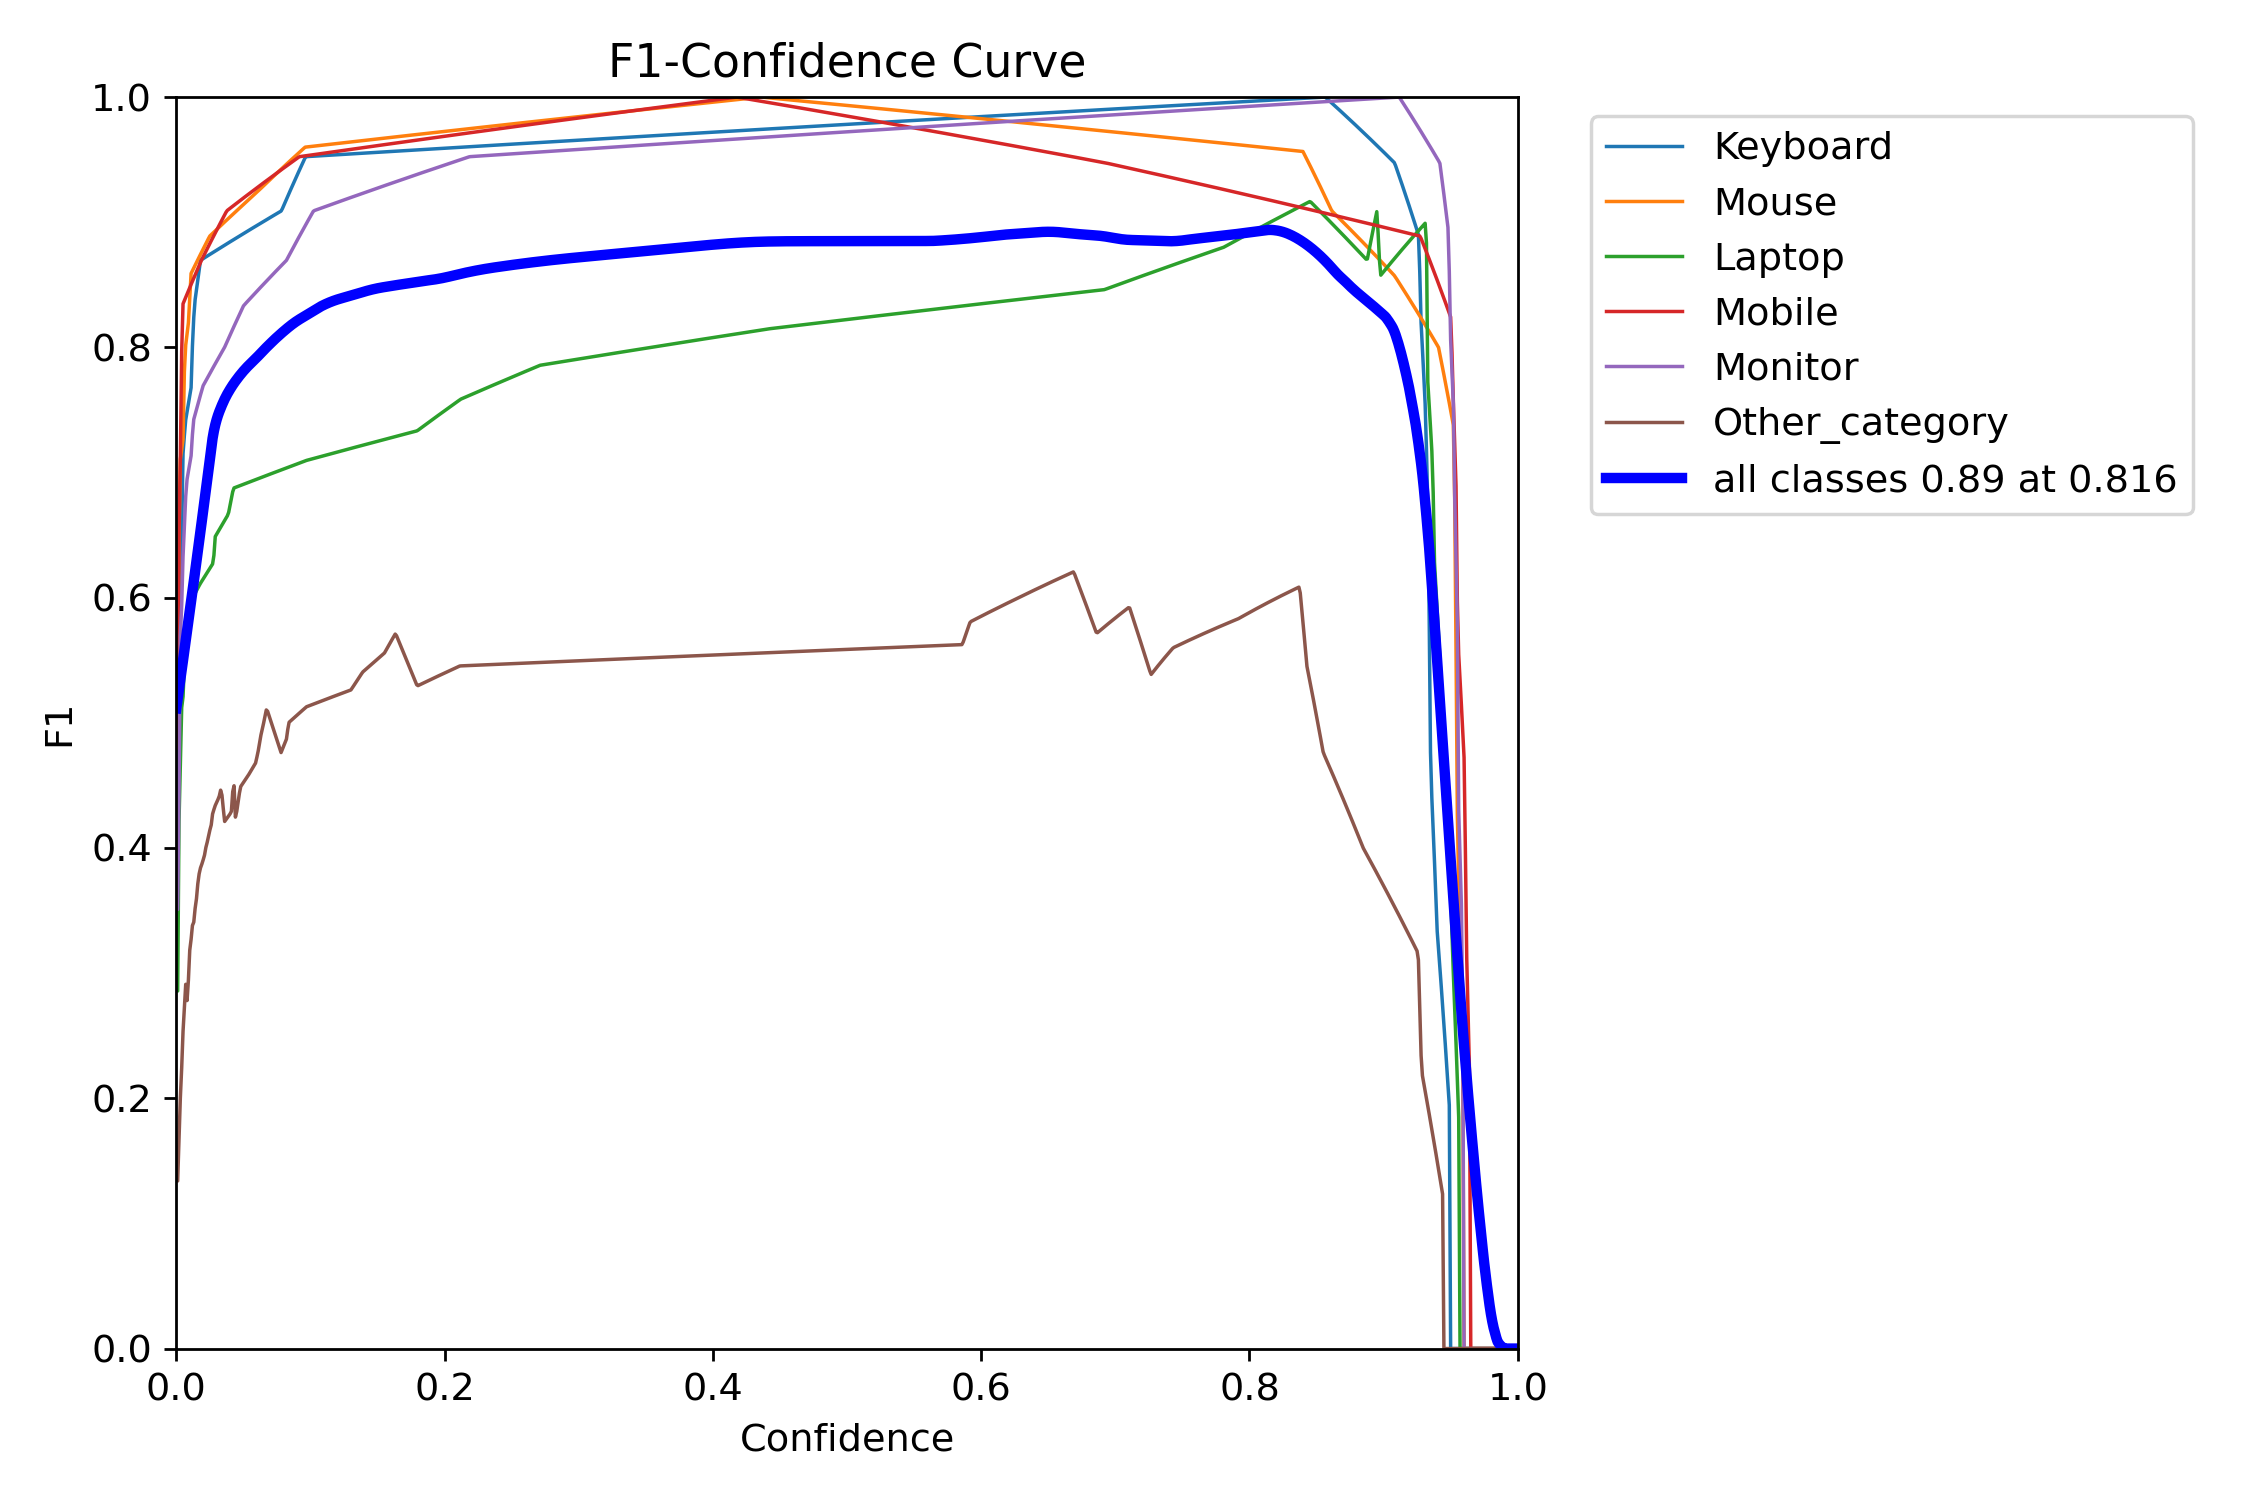 F1-Confidence Curve
1.0
0.8
0.6
0.4
0.2
0.0
F1
0.0 0.2 0.4 0.6 0.8 1.0
Confidence
Keyboard
Mouse
Laptop
Mobile
Monitor
Other_category
all classes 0.89 at 0.816